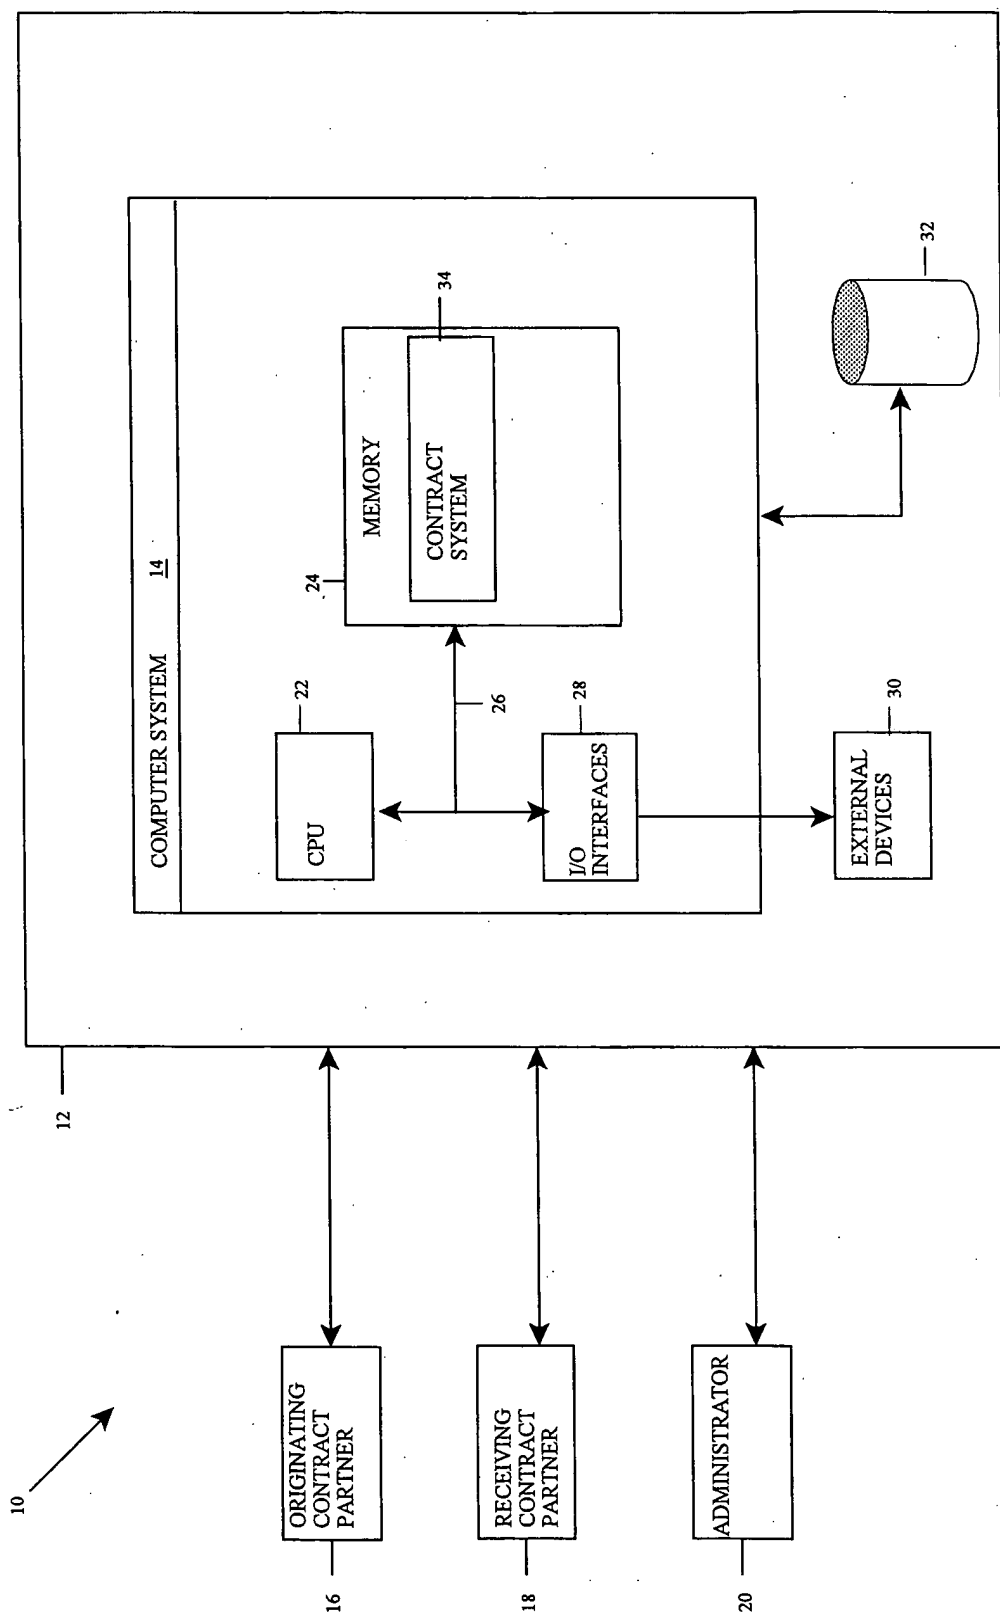 10
12
COMPUTER SYSTEM 14
ORIGINATING
CONTRACT
PARTNER
16
RECEIVING
CONTRACT
PARTNER
18
ADMINISTRATOR
20
CPU
22
24
MEMORY
CONTRACT
SYSTEM
34
26
I/O
INTERFACES
28
EXTERNAL
DEVICES
30
32